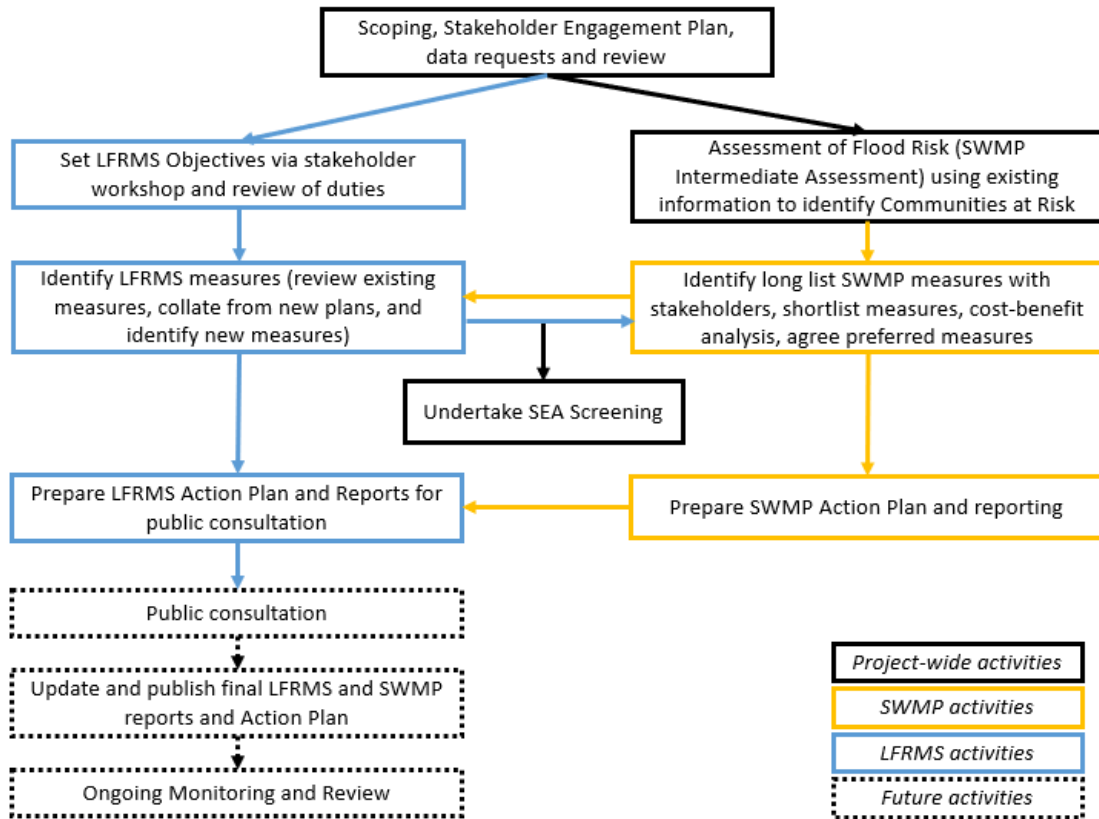 Scoping, Stakeholder Engagement Plan,
data requests and review
Set LFRMS Objectives via stakeholder
workshop and review of duties
Assessment of Flood Risk (SWMP
Intermediate Assessment) using existing
information to identify Communities at Risk
Identify LFRMS measures (review existing
measures, collate from new plans, and
identify new measures)
Identify long list SWMP measures with
stakeholders, shortlist measures, cost-benefit
analysis, agree preferred measures
Undertake SEA Screening
Prepare LFRMS Action Plan and Reports for
public consultation
Prepare SWMP Action Plan and reporting
Public consultation
Update and publish final LFRMS and SWMP
reports and Action Plan
Ongoing Monitoring and Review
Project-wide activities
SWMP activities
LFRMS activities
Future activities